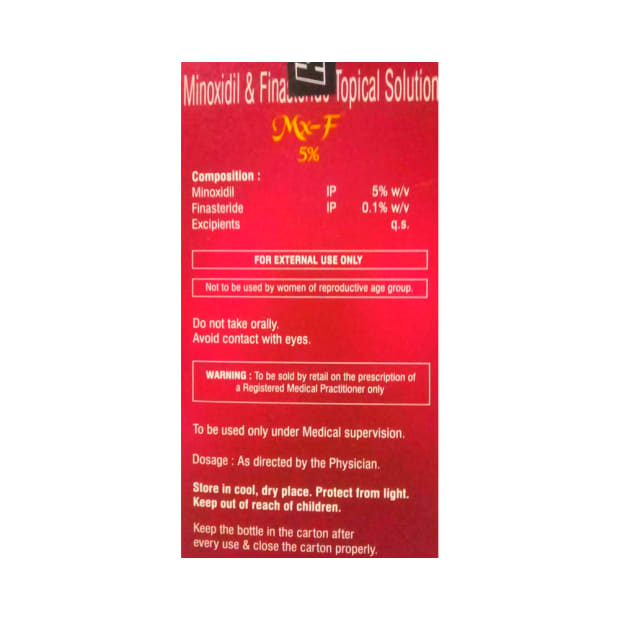 Minoxidil & Finasteride Topical Solution
Mx-F
5%
Composition :
Minoxidil IP 5% w/v
Finasteride IP 0.1% w/v
Excipients q.s.
FOR EXTERNAL USE ONLY
Not to be used by women of reproductive age group.
Do not take orally.
Avoid contact with eyes.
WARNING : To be sold by retail on the prescription of
a Registered Medical Practitioner only
To be used only under Medical supervision.
Dosage : As directed by the Physician.
Store in cool, dry place. Protect from light.
Keep out of reach of children.
Keep the bottle in the carton after
every use & close the carton properly.